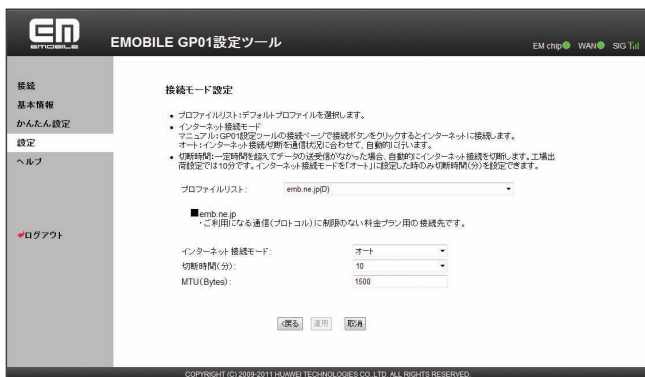 EM
EMOBILE
EMOBILE GP01設定ツール
EM chip WAN SIG
接続
基本情報
かんたん設定
設定
ヘルプ
ログアウト
接続モード設定
• プロファイルリスト:デフォルトプロファイルを選択します。
• インターネット接続モード
マニュアル:GP01設定ツールの接続ページで接続ボタンをクリックするとインターネットに接続します。
オート:インターネット接続/切断を通信状況に合わせて、自動的に行います。
• 切断時間:一定時間を超えてデータの送受信がなかった場合、自動的にインターネット接続を切断します。工場出
荷設定では10分です。インターネット接続モードを「オート」に設定した時のみ切断時間(分)を設定できます。
プロファイルリスト: emb.ne.jp(D)
■emb.ne.jp
・ご利用になる通信(プロトコル)に制限のない料金プラン用の接続先です。
インターネット接続モード: オート
切断時間(分): 10
MTU(Bytes): 1500
<戻る 適用 取消
COPYRIGHT (C) 2009-2011 HUAWEI TECHNOLOGIES CO.,LTD. ALL RIGHTS RESERVED.